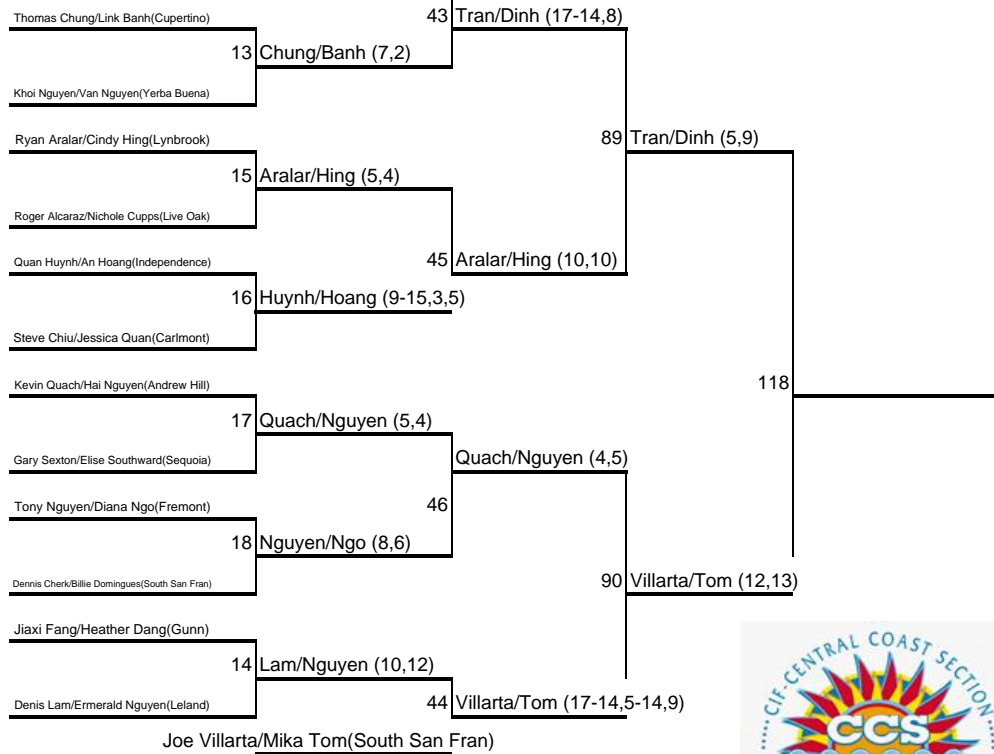 Thomas Chung/Link Banh(Cupertino)
43 Tran/Dinh (17-14,8)
13 Chung/Banh (7,2)
Khoi Nguyen/Van Nguyen(Yerba Buena)
Ryan Aralar/Cindy Hing(Lynbrook)
89 Tran/Dinh (5,9)
15 Aralar/Hing (5,4)
Roger Alcaraz/Nichole Cupps(Live Oak)
Quan Huynh/An Hoang(Independence)
45 Aralar/Hing (10,10)
16 Huynh/Hoang (9-15,3,5)
Steve Chiu/Jessica Quan(Carlmont)
Kevin Quach/Hai Nguyen(Andrew Hill)
118
17 Quach/Nguyen (5,4)
Gary Sexton/Elise Southward(Sequoia)
Quach/Nguyen (4,5)
Tony Nguyen/Diana Ngo(Fremont)
46
18 Nguyen/Ngo (8,6)
Dennis Cherk/Billie Domingues(South San Fran)
90 Villarta/Tom (12,13)
Jiaxi Fang/Heather Dang(Gunn)
14 Lam/Nguyen (10,12)
Denis Lam/Ermerald Nguyen(Leland)
44 Villarta/Tom (17-14,5-14,9)
Joe Villarta/Mika Tom(South San Fran)
CIF-CENTRAL COAST SECTION
CCS